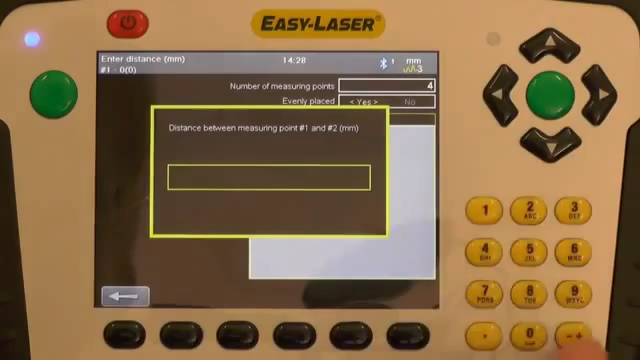 EASY-LASER®
Enter distance (mm)
14:28
1
mm
#1 - 0(0)
3
Number of measuring points
4
Evenly placed
< Yes >
No
Distance between measuring point #1 and #2 (mm)
1
2
ABC
3
DEF
4
GHI
5
JKL
6
MNO
7
PQRS
8
TUV
9
WXYZ
.
0
-+